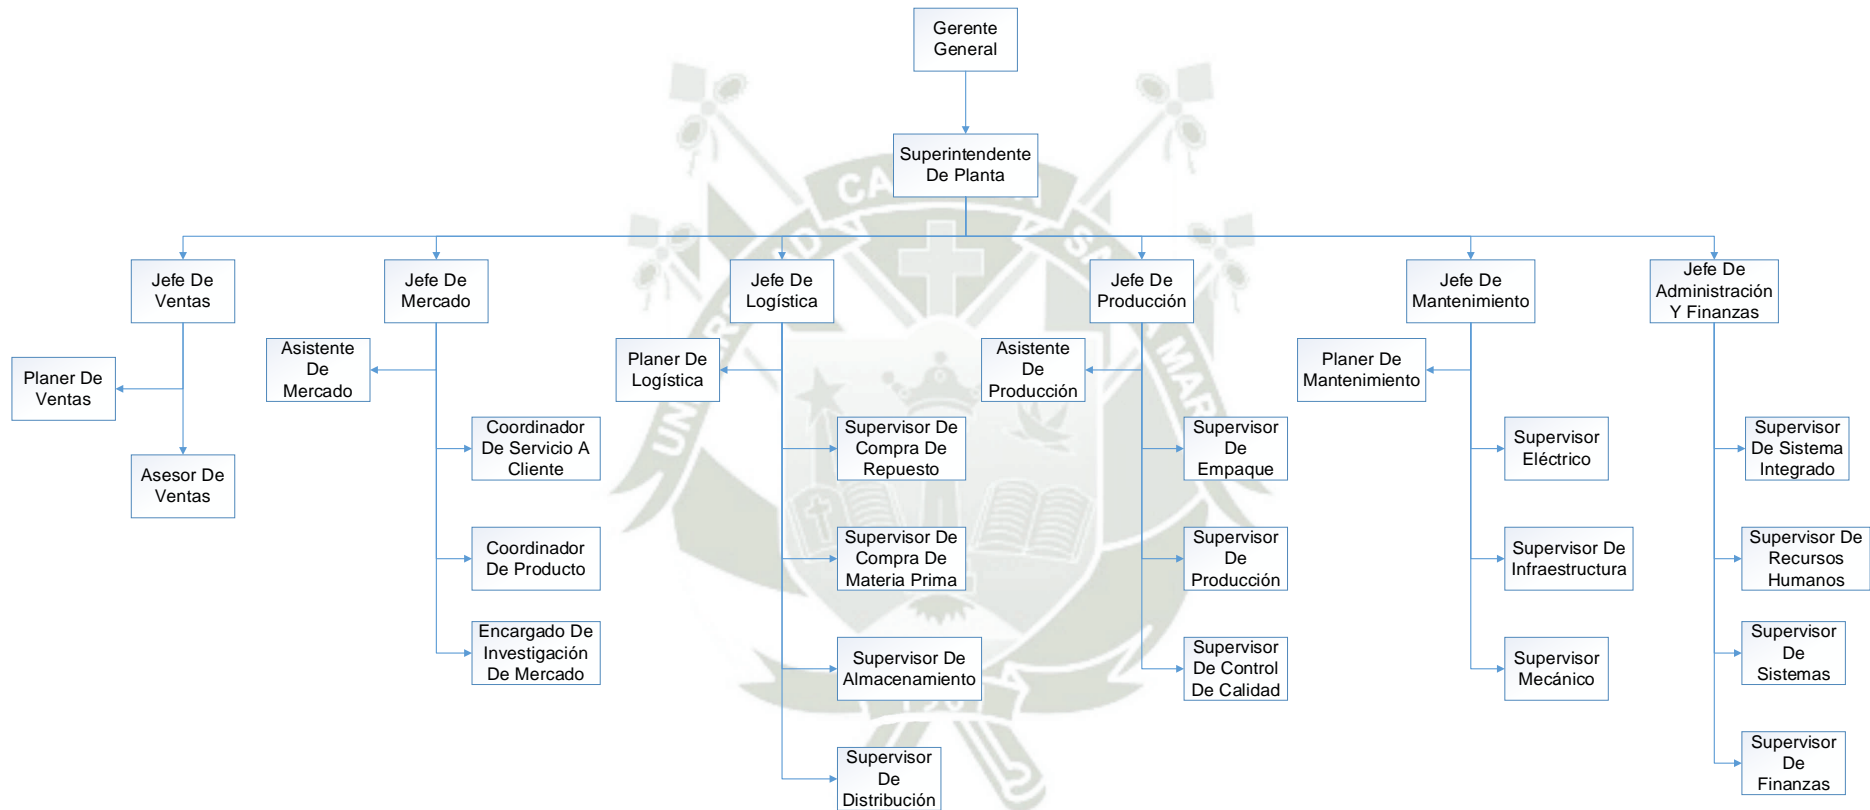 Gerente
General
Superintendente
De Planta
Jefe De
Ventas
Jefe De
Mercado
Jefe De
Logística
Jefe De
Producción
Jefe De
Mantenimiento
Jefe De
Administración
Y Finanzas
Planer De
Ventas
Asesor De
Ventas
Asistente
De
Mercado
Coordinador
De Servicio A
Cliente
Coordinador
De Producto
Encargado De
Investigación
De Mercado
Planer De
Logística
Supervisor De
Compra De
Repuesto
Supervisor De
Compra De
Materia Prima
Supervisor De
Almacenamiento
Supervisor
De
Distribución
Asistente
De
Producción
Supervisor
De
Empaque
Supervisor
De
Producción
Supervisor
De Control
De Calidad
Planer De
Mantenimiento
Supervisor
Eléctrico
Supervisor De
Infraestructura
Supervisor
Mecánico
Supervisor
De Sistema
Integrado
Supervisor De
Recursos
Humanos
Supervisor
De
Sistemas
Supervisor
De
Finanzas